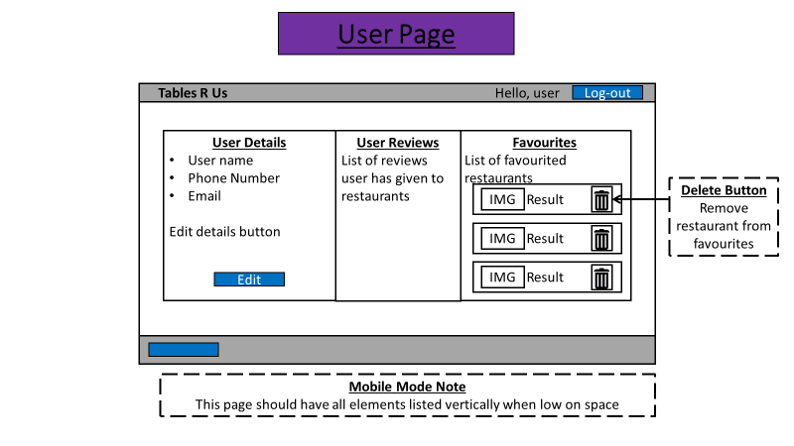 User Page
Tables R Us
Hello, user
Log-out
User Details
• User name
• Phone Number
• Email
Edit details button
Edit
User Reviews
List of reviews
user has given to
restaurants
Favourites
List of favourited
restaurants
IMG Result
IMG Result
IMG Result
Delete Button
Remove
restaurant from
favourites
Mobile Mode Note
This page should have all elements listed vertically when low on space